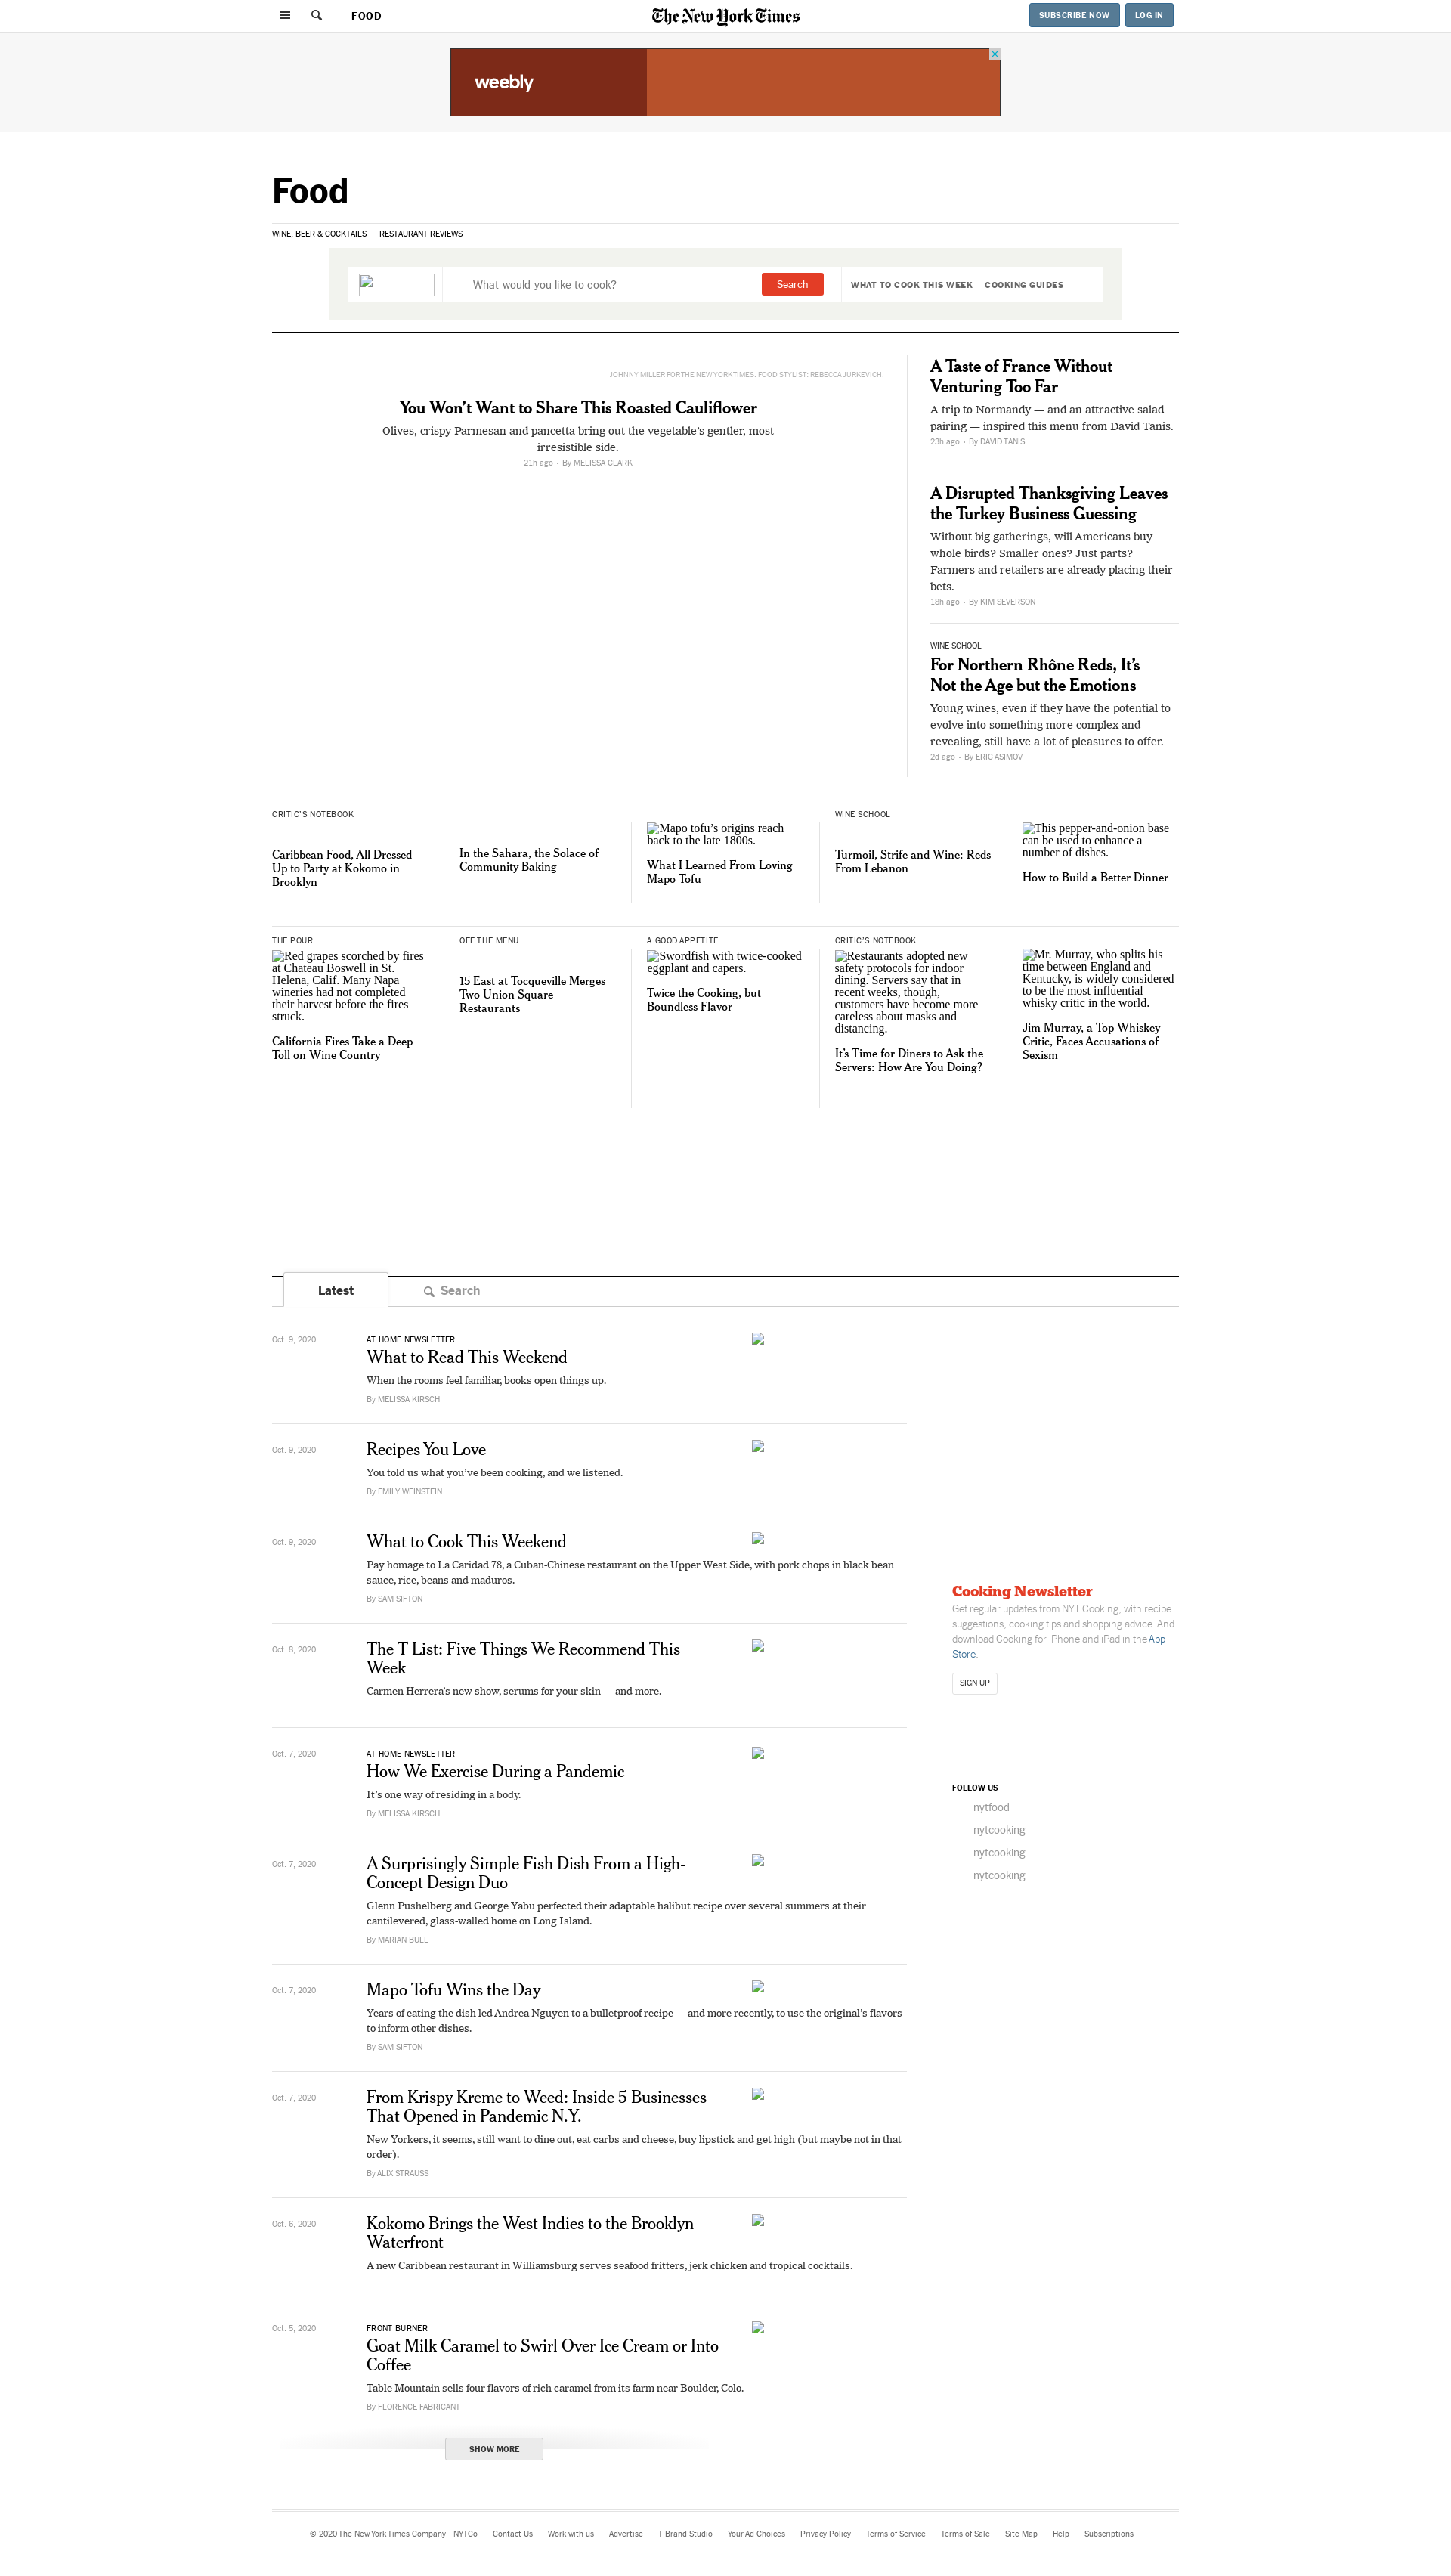 FOOD
The New York Times
SUBSCRIBE NOW
LOG IN
weebly
Food
WINE, BEER & COCKTAILS | RESTAURANT REVIEWS
What would you like to cook?
Search
WHAT TO COOK THIS WEEK
COOKING GUIDES
JOHNNY MILLER FOR THE NEW YORK TIMES. FOOD STYLIST: REBECCA JURKEVICH.
You Won’t Want to Share This Roasted Cauliflower
Olives, crispy Parmesan and pancetta bring out the vegetable’s gentler, most
irresistible side.
21h ago • By MELISSA CLARK
A Taste of France Without
Venturing Too Far
A trip to Normandy — and an attractive salad
pairing — inspired this menu from David Tanis.
23h ago • By DAVID TANIS
A Disrupted Thanksgiving Leaves
the Turkey Business Guessing
Without big gatherings, will Americans buy
whole birds? Smaller ones? Just parts?
Farmers and retailers are already placing their
bets.
18h ago • By KIM SEVERSON
WINE SCHOOL
For Northern Rhône Reds, It’s
Not the Age but the Emotions
Young wines, even if they have the potential to
evolve into something more complex and
revealing, still have a lot of pleasures to offer.
2d ago • By ERIC ASIMOV
CRITIC’S NOTEBOOK
Caribbean Food, All Dressed
Up to Party at Kokomo in
Brooklyn
In the Sahara, the Solace of
Community Baking
Mapo tofu’s origins reach
back to the late 1800s.
What I Learned From Loving
Mapo Tofu
WINE SCHOOL
Turmoil, Strife and Wine: Reds
From Lebanon
This pepper-and-onion base
can be used to enhance a
number of dishes.
How to Build a Better Dinner
THE POUR
Red grapes scorched by fires
at Chateau Boswell in St.
Helena, Calif. Many Napa
wineries had not completed
their harvest before the fires
struck.
California Fires Take a Deep
Toll on Wine Country
OFF THE MENU
15 East at Tocqueville Merges
Two Union Square
Restaurants
A GOOD APPETITE
Swordfish with twice-cooked
eggplant and capers.
Twice the Cooking, but
Boundless Flavor
CRITIC’S NOTEBOOK
Restaurants adopted new
safety protocols for indoor
dining. Servers say that in
recent weeks, though,
customers have become more
careless about masks and
distancing.
It’s Time for Diners to Ask the
Servers: How Are You Doing?
Mr. Murray, who splits his
time between England and
Kentucky, is widely considered
to be the most influential
whisky critic in the world.
Jim Murray, a Top Whiskey
Critic, Faces Accusations of
Sexism
Latest
Search
Oct. 9, 2020
AT HOME NEWSLETTER
What to Read This Weekend
When the rooms feel familiar, books open things up.
By MELISSA KIRSCH
Oct. 9, 2020
Recipes You Love
You told us what you’ve been cooking, and we listened.
By EMILY WEINSTEIN
Oct. 9, 2020
What to Cook This Weekend
Pay homage to La Caridad 78, a Cuban-Chinese restaurant on the Upper West Side, with pork chops in black bean
sauce, rice, beans and maduros.
By SAM SIFTON
Oct. 8, 2020
The T List: Five Things We Recommend This
Week
Carmen Herrera’s new show, serums for your skin — and more.
Oct. 7, 2020
AT HOME NEWSLETTER
How We Exercise During a Pandemic
It’s one way of residing in a body.
By MELISSA KIRSCH
Oct. 7, 2020
A Surprisingly Simple Fish Dish From a High-
Concept Design Duo
Glenn Pushelberg and George Yabu perfected their adaptable halibut recipe over several summers at their
cantilevered, glass-walled home on Long Island.
By MARIAN BULL
Oct. 7, 2020
Mapo Tofu Wins the Day
Years of eating the dish led Andrea Nguyen to a bulletproof recipe — and more recently, to use the original’s flavors
to inform other dishes.
By SAM SIFTON
Oct. 7, 2020
From Krispy Kreme to Weed: Inside 5 Businesses
That Opened in Pandemic N.Y.
New Yorkers, it seems, still want to dine out, eat carbs and cheese, buy lipstick and get high (but maybe not in that
order).
By ALIX STRAUSS
Oct. 6, 2020
Kokomo Brings the West Indies to the Brooklyn
Waterfront
A new Caribbean restaurant in Williamsburg serves seafood fritters, jerk chicken and tropical cocktails.
Oct. 5, 2020
FRONT BURNER
Goat Milk Caramel to Swirl Over Ice Cream or Into
Coffee
Table Mountain sells four flavors of rich caramel from its farm near Boulder, Colo.
By FLORENCE FABRICANT
SHOW MORE
Cooking Newsletter
Get regular updates from NYT Cooking, with recipe
suggestions, cooking tips and shopping advice. And
download Cooking for iPhone and iPad in the App
Store.
SIGN UP
FOLLOW US
nytfood
nytcooking
nytcooking
nytcooking
© 2020 The New York Times Company NYTCo Contact Us Work with us Advertise T Brand Studio Your Ad Choices Privacy Policy Terms of Service Terms of Sale Site Map Help Subscriptions